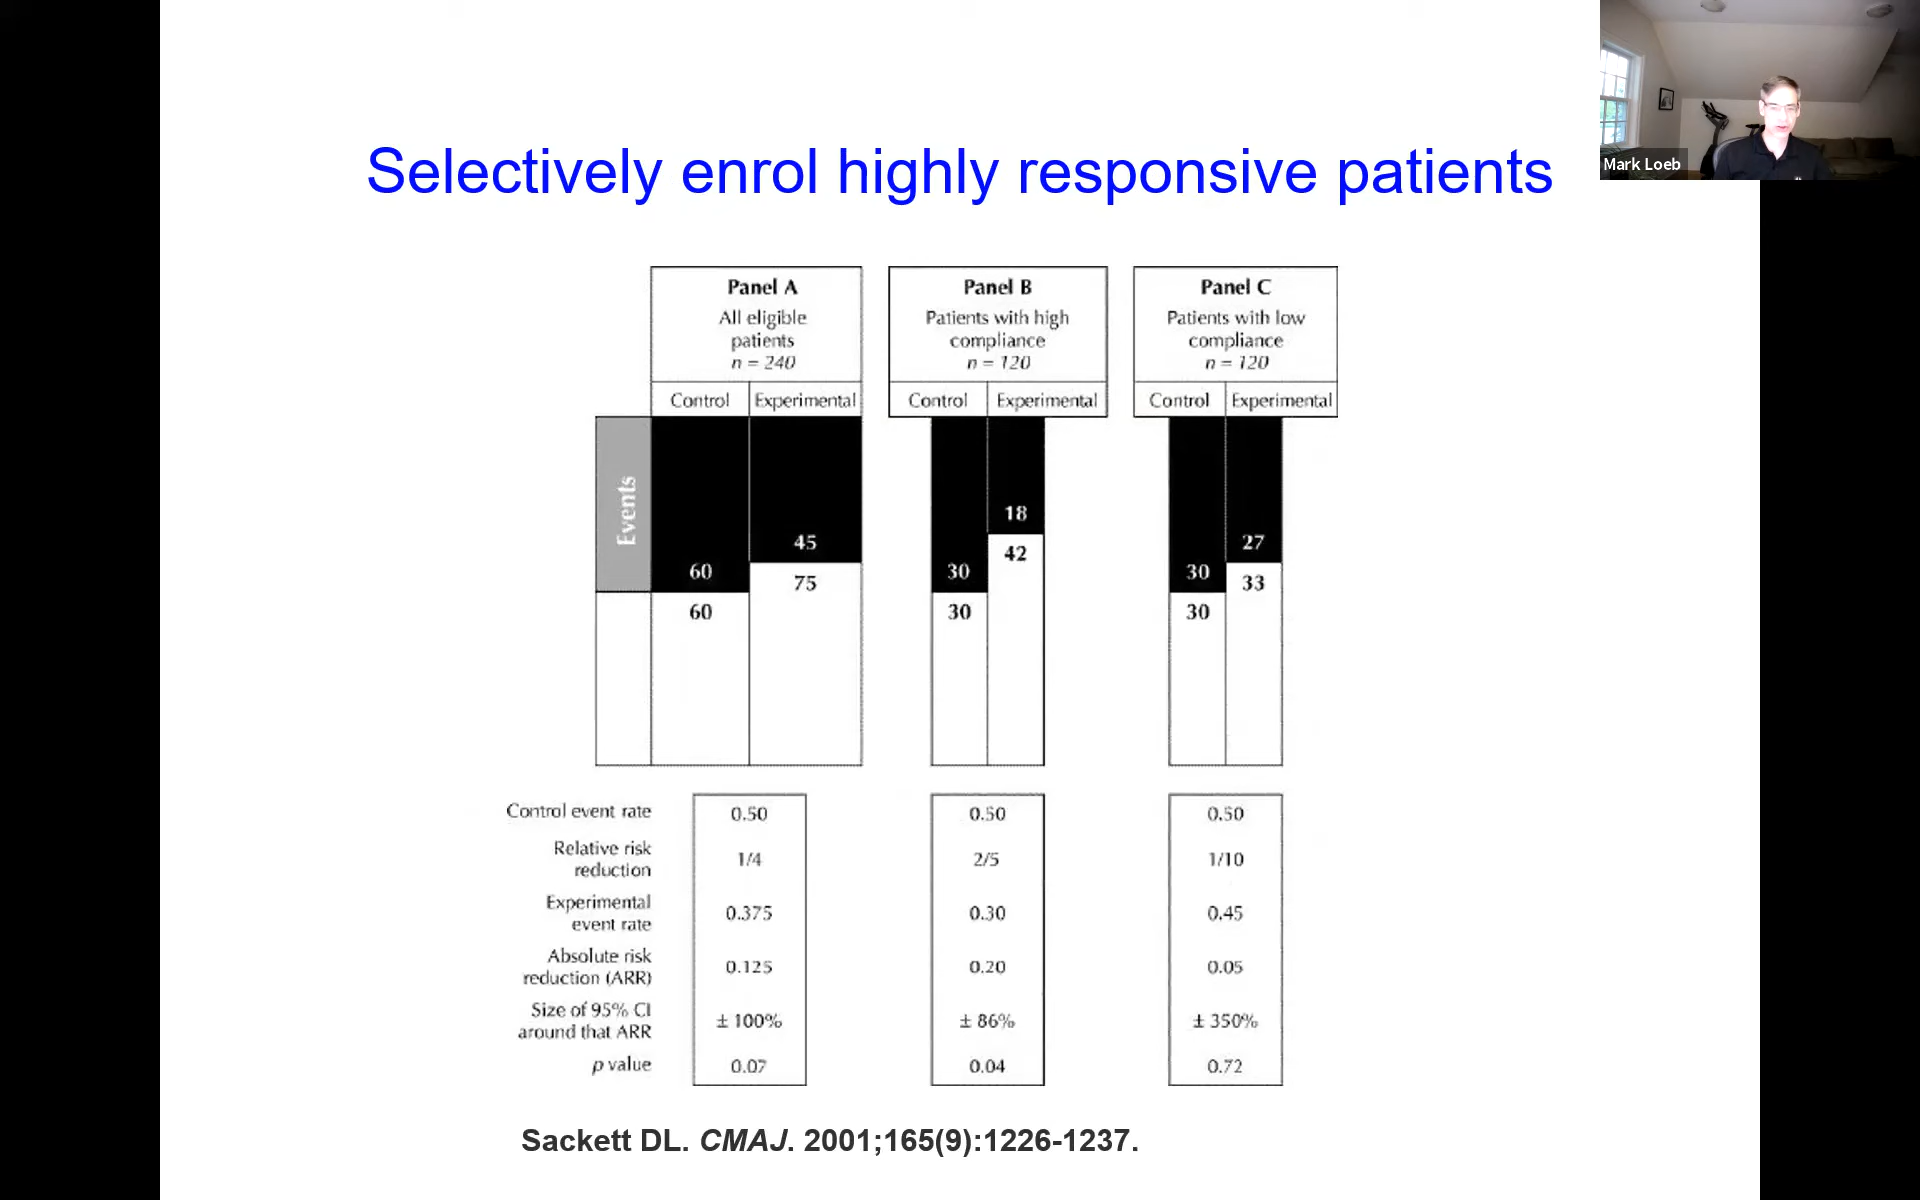 Mark Loeb
Selectively enrol highly responsive patients
Panel A
All eligible
patients
n = 240
Control Experimental
Panel B
Patients with high
compliance
n = 120
Control Experimental
Panel C
Patients with low
compliance
n = 120
Control Experimental
Events
60
60
45
75
30
30
18
42
30
30
27
33
Control event rate 0.50 0.50 0.50
Relative risk
reduction 1/4 2/5 1/10
Experimental
event rate 0.375 0.30 0.45
Absolute risk
reduction (ARR) 0.125 0.20 0.05
Size of 95% CI
around that ARR ± 100% ± 86% ± 350%
p value 0.07 0.04 0.72
Sackett DL. CMAJ. 2001;165(9):1226-1237.